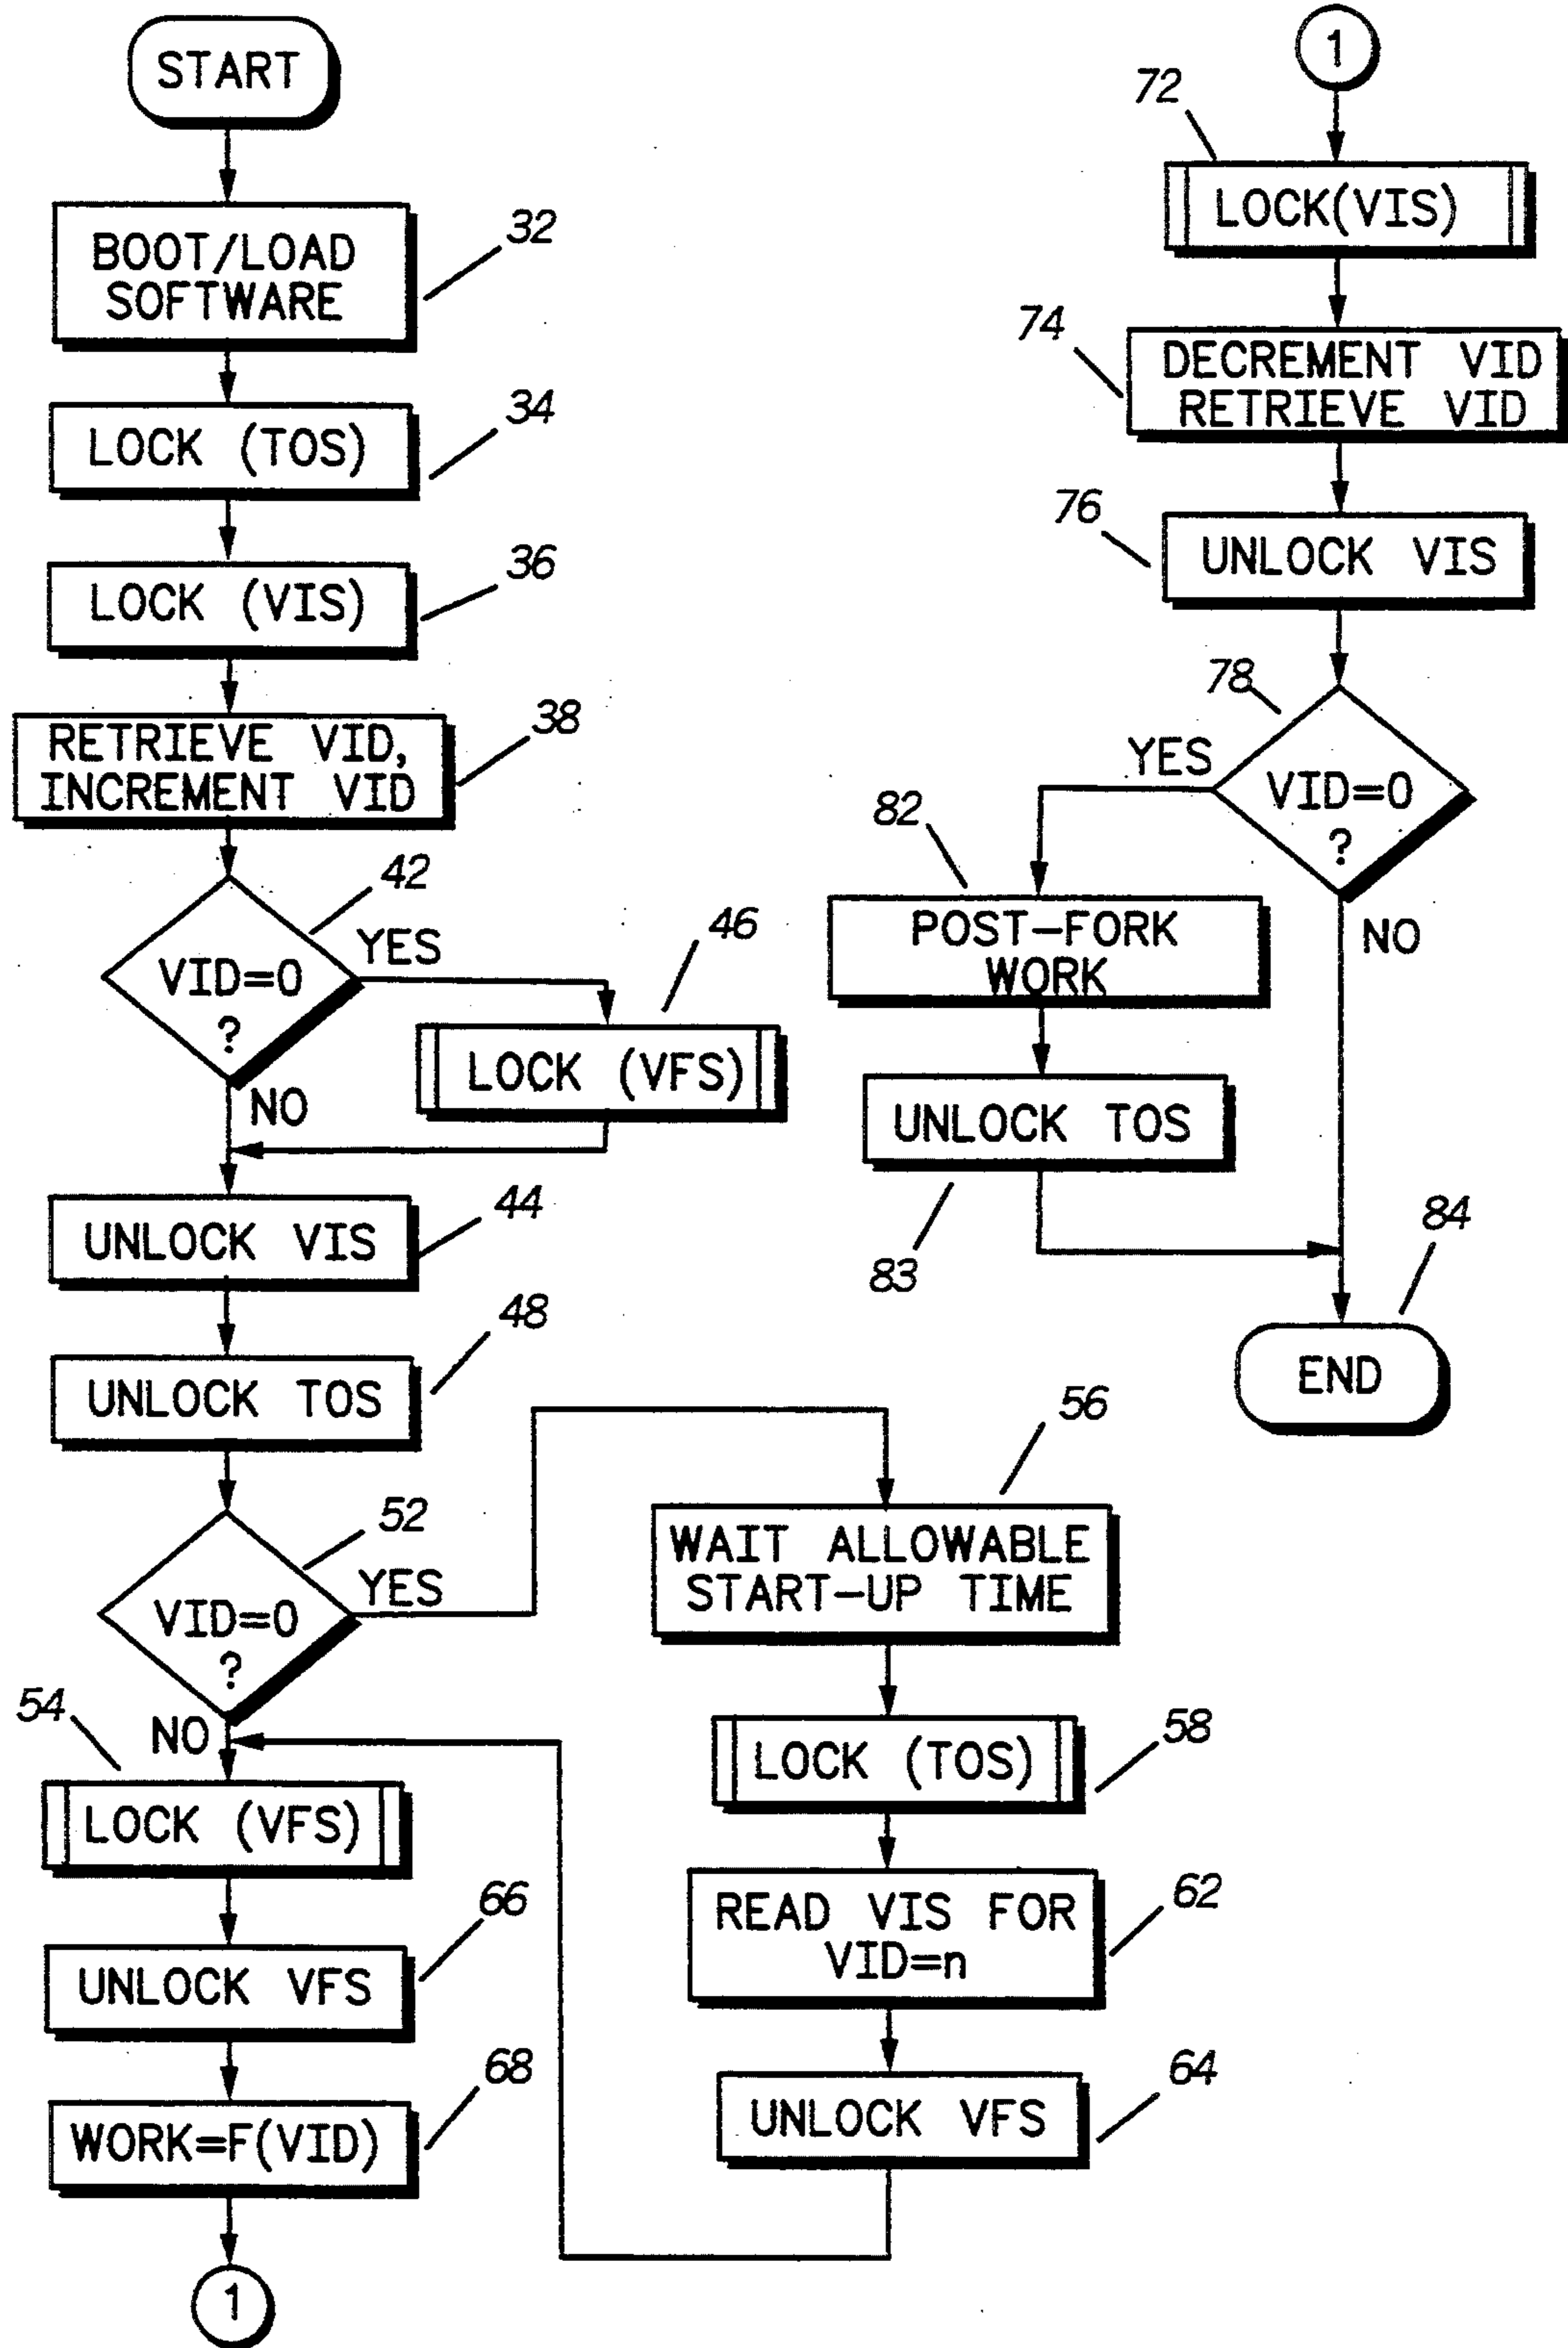 START
BOOT/LOAD
SOFTWARE
32
LOCK (TOS)
34
LOCK (VIS)
36
RETRIEVE VID,
INCREMENT VID
38
42
VID=0
?
YES
NO
46
LOCK (VFS)
UNLOCK VIS
44
UNLOCK TOS
48
52
VID=0
?
YES
NO
54
LOCK (VFS)
UNLOCK VFS
66
WORK=F(VID)
68
1
56
WAIT ALLOWABLE
START-UP TIME
LOCK (TOS)
58
READ VIS FOR
VID=n
62
UNLOCK VFS
64
1
72
LOCK(VIS)
74
DECREMENT VID
RETRIEVE VID
76
UNLOCK VIS
78
VID=0
?
YES
NO
82
POST-FORK
WORK
UNLOCK TOS
83
84
END